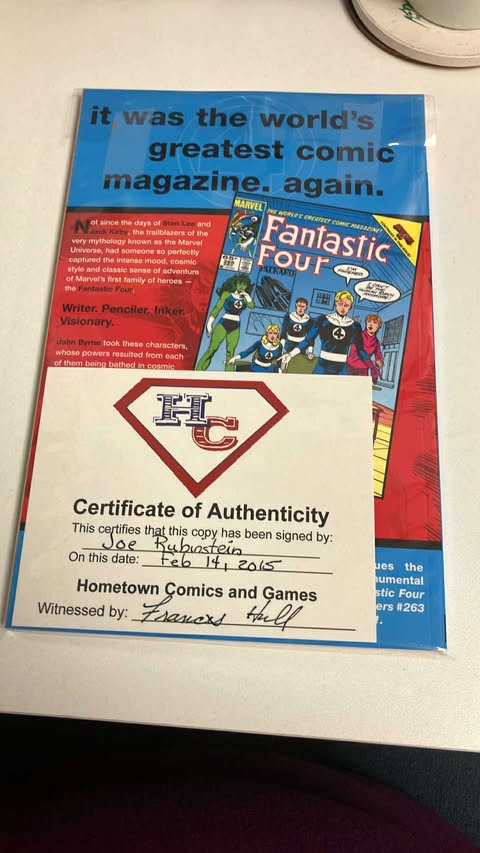 it was the world's
greatest comic
magazine. again.
Not since the days of Stan Lee and
Jack Kirby, the trailblazers of the
very mythology known as the Marvel
Universe, had someone so perfectly
captured the intense mood, cosmic
style and classic sense of adventure
of Marvel's first family of heroes —
the Fantastic Four.
Writer. Penciler. Inker.
Visionary.
John Byrne took these characters,
whose powers resulted from each
of them being bathed in cosmic
MARVEL
THE WORLD'S GREATEST COMIC MAGAZINE!
Fantastic
Four
HC
Certificate of Authenticity
This certifies that this copy has been signed by:
Joe Rubinstein
On this date: Feb 14, 2015
Hometown Comics and Games
Witnessed by: Francis Hull
ues the
numental
stic Four
ers #263